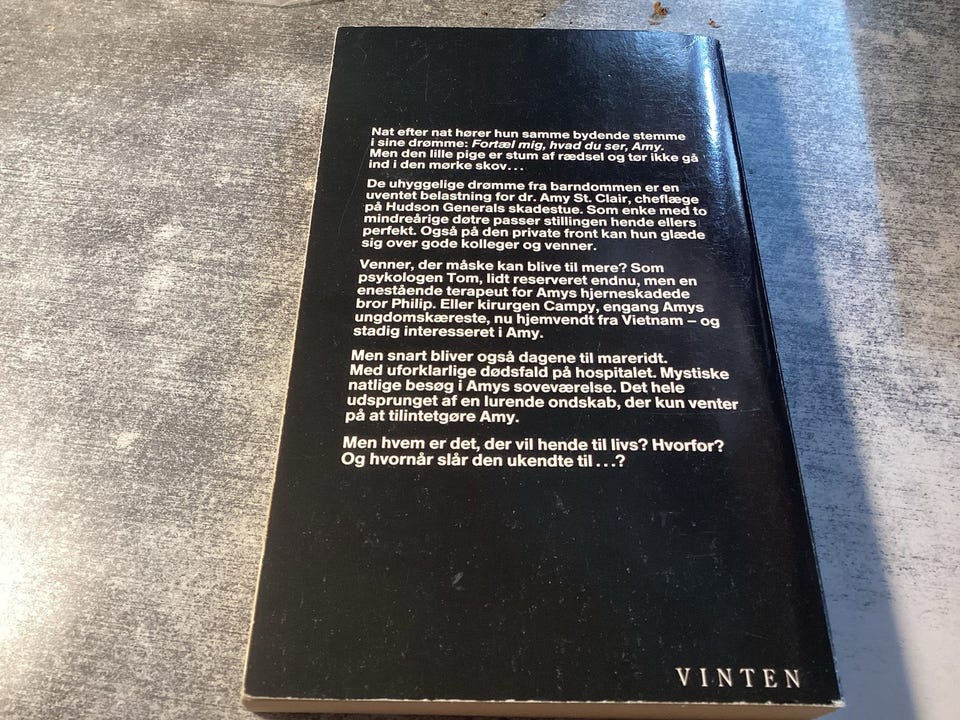 Nat efter nat hører hun samme bydende stemme
i sine drømme: Fortæl mig, hvad du ser, Amy.
Men den lille pige er stum af rædsel og tør ikke gå
ind i den mørke skov...
De uhyggelige drømme fra barndommen er en
uventet belastning for dr. Amy St. Clair, cheflæge
på Hudson Generals skadestue. Som enke med to
mindreårige døtre passer stillingen hende ellers
perfekt. Også på den private front kan hun glæde
sig over gode kolleger og venner.
Venner, der måske kan blive til mere? Som
psykologen Tom, lidt reserveret endnu, men en
enestående terapeut for Amys hjerneskadede
bror Philip. Eller kirurgen Campy, engang Amys
ungdomskæreste, nu hjemvendt fra Vietnam – og
stadig interesseret i Amy.
Men snart bliver også dagene til mareridt.
Med uforklarlige dødsfald på hospitalet. Mystiske
natlige besøg i Amys soveværelse. Det hele
udsprunget af en lurende ondskab, der kun venter
på at tilintetgøre Amy.
Men hvem er det, der vil hende til livs? Hvorfor?
Og hvornår slår den ukendte til...?
VINTEN